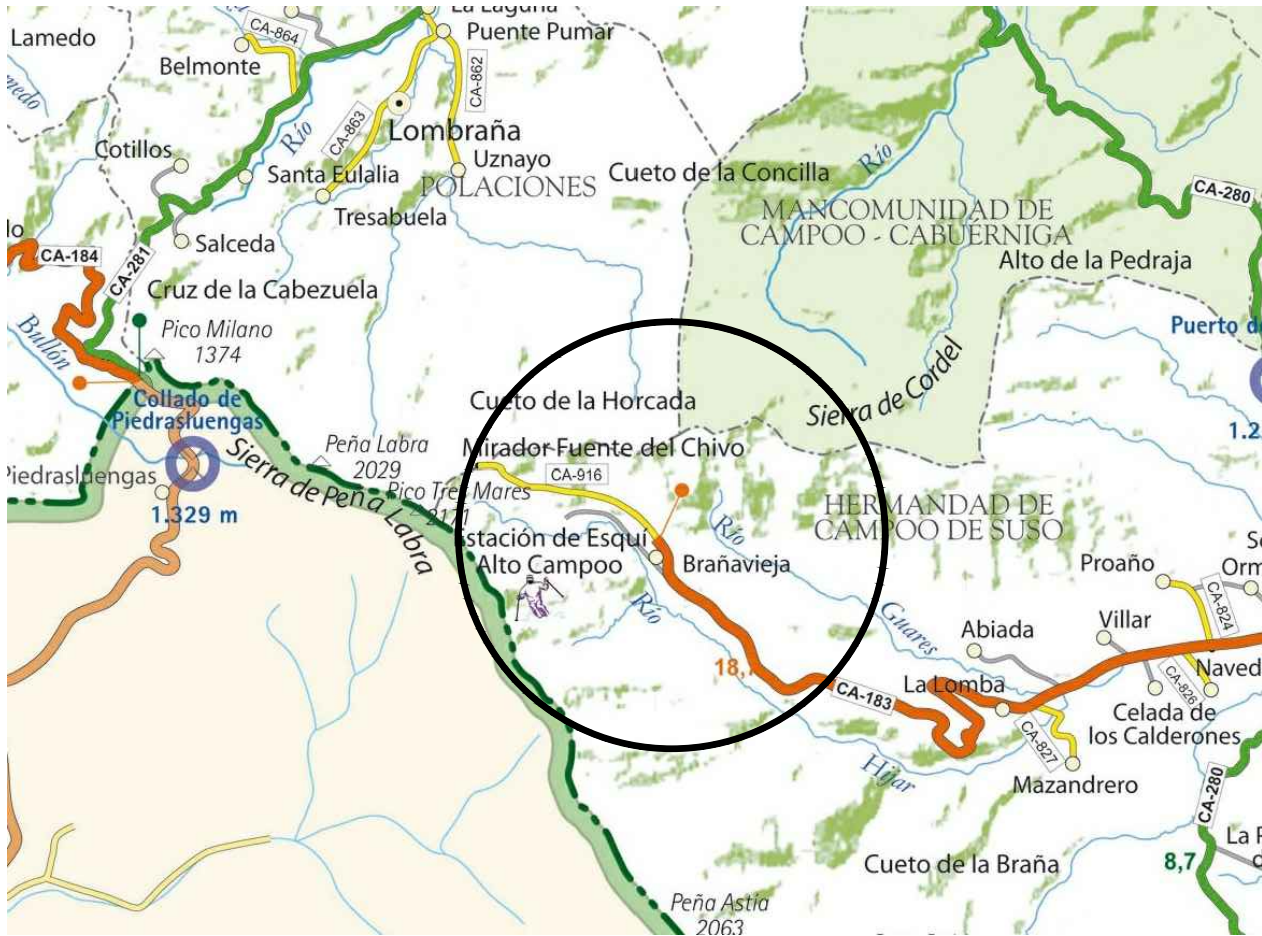 La Laguna
Puente Pumar
CA-864
Lamedo
Belmonte
CA-862
CA-863
Río
Río
Lombraña
Cotillos
Uznayo
Santa Eulalia
POLACIONES
Cueto de la Concilla
CA-280
Tresabuela
MANCOMUNIDAD DE
CAMPOO - CABUÉRNIGA
Salceda
CA-184
CA-281
Alto de la Pedraja
Cruz de la Cabezuela
Bullón
Pico Milano
1374
Puerto de
Sierra de Cordel
Collado de
Piedrasluengas
Cueto de la Horcada
1.2
Peña Labra
2029
Mirador Fuente del Chivo
Piedrasluengas
Sierra de Peña Labra
CA-916
Pico Tres Mares
2171
1.329 m
HERMANDAD DE
CAMPOO DE SUSO
Río
Estación de Esquí
Alto Campoo
Brañavieja
Proaño
Río
Guares
CA-824
Abiada
Villar
18,
La Lomba
CA-183
CA-826
Celada de
los Calderones
CA-827
Híjar
Mazandrero
CA-280
Cueto de la Braña
8,7
Peña Astía
2063